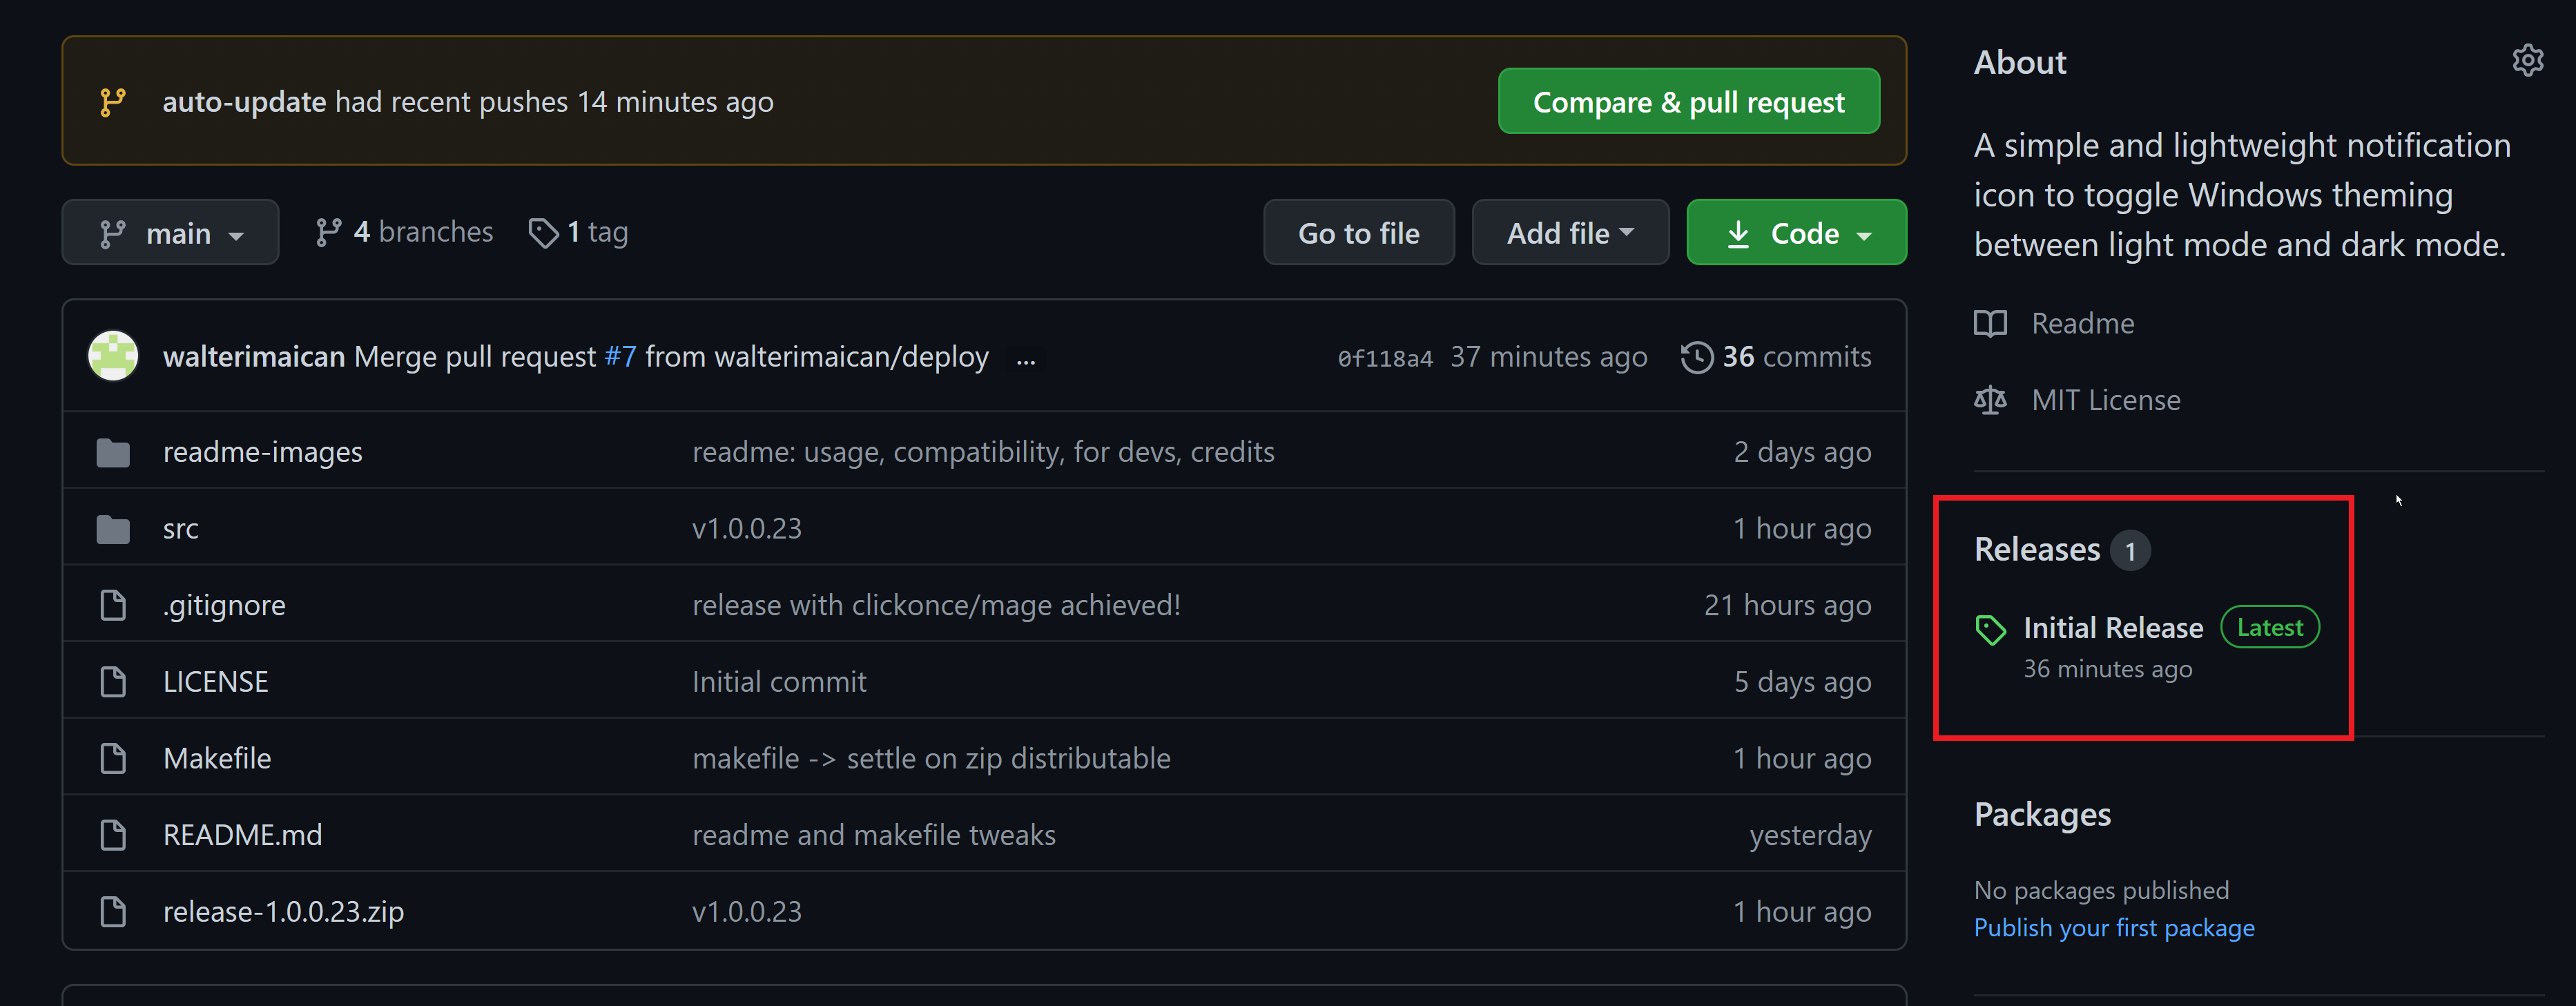 auto-update had recent pushes 14 minutes ago
Compare & pull request
main
4 branches
1 tag
Go to file
Add file
Code
walterimaican Merge pull request #7 from walterimaican/deploy ...
0f118a4 37 minutes ago
36 commits
readme-images readme: usage, compatibility, for devs, credits 2 days ago
src v1.0.0.23 1 hour ago
.gitignore release with clickonce/mage achieved! 21 hours ago
LICENSE Initial commit 5 days ago
Makefile makefile -> settle on zip distributable 1 hour ago
README.md readme and makefile tweaks yesterday
release-1.0.0.23.zip v1.0.0.23 1 hour ago
About
A simple and lightweight notification
icon to toggle Windows theming
between light mode and dark mode.
Readme
MIT License
Releases 1
Initial Release Latest
36 minutes ago
Packages
No packages published
Publish your first package